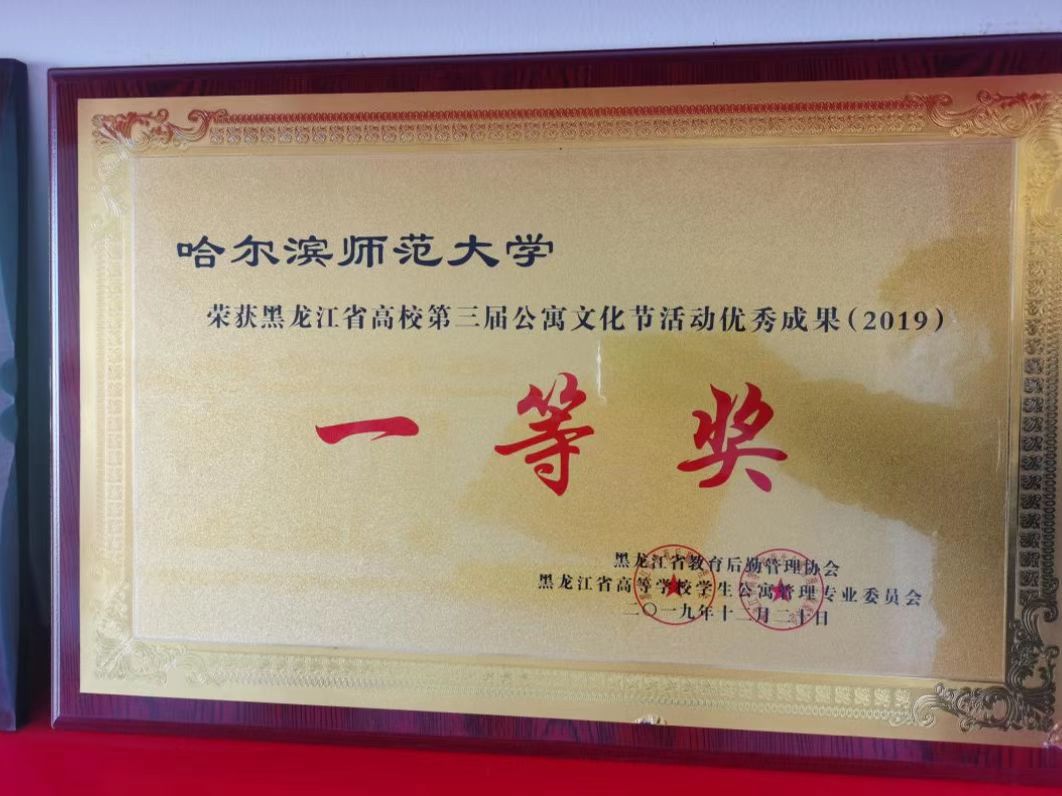 哈尔滨师范大学
荣获黑龙江省高校第三届公寓文化节活动优秀成果(2019)
一等奖
黑龙江省教育后勤管理协会
黑龙江省高等学校学生公寓管理专业委员会
二〇一九年十二月二十日